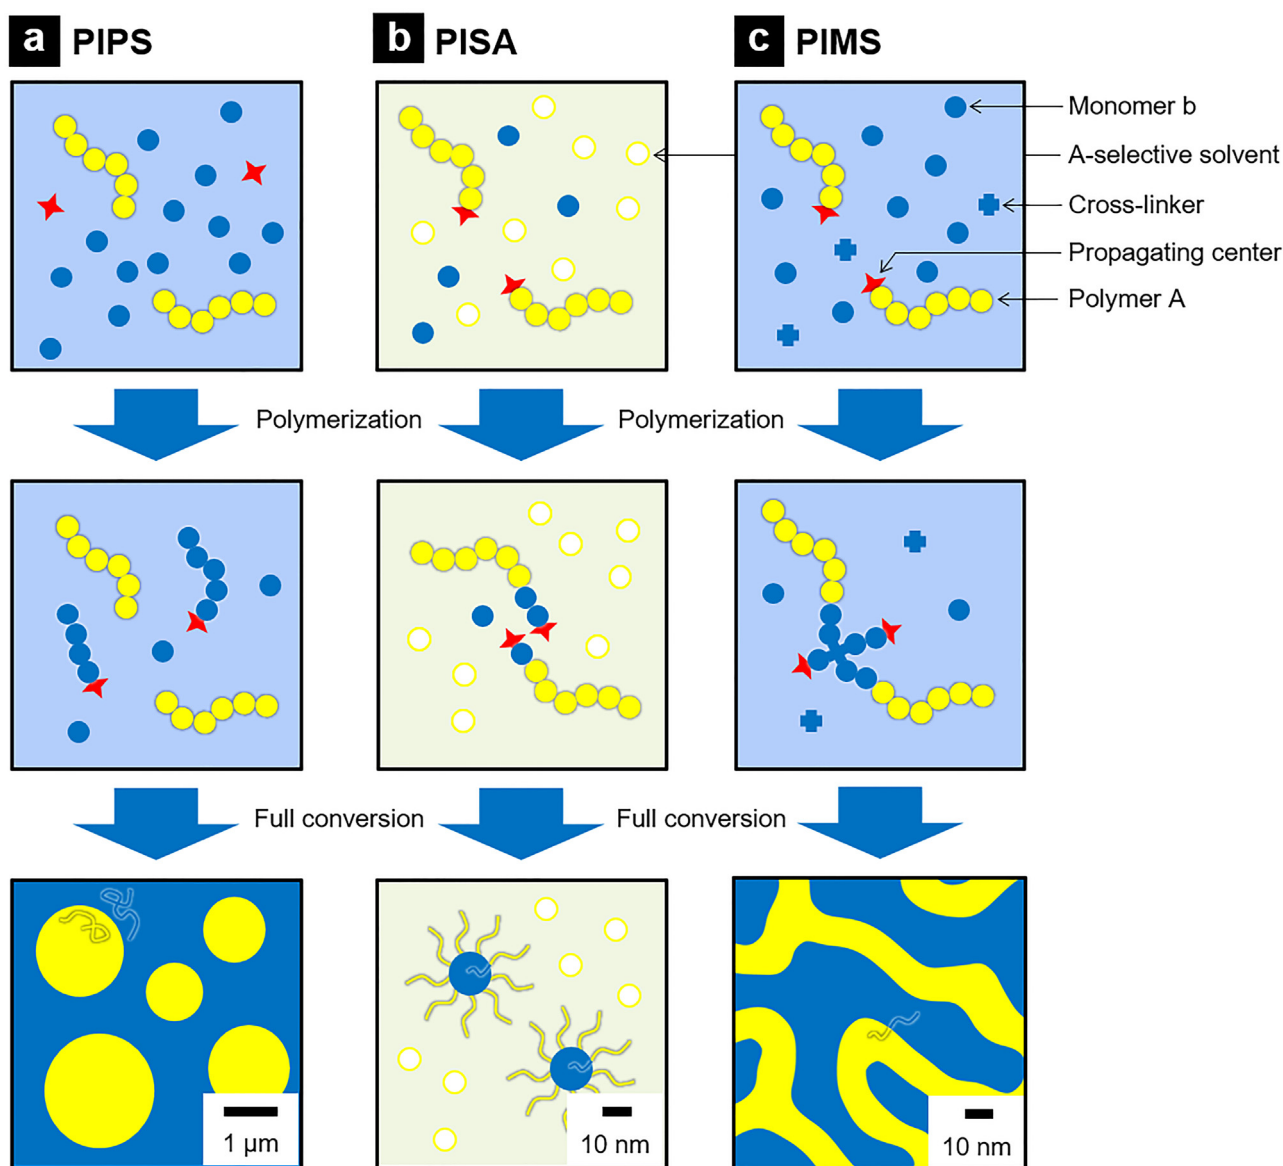 a PIPS
b PISA
c PIMS
Monomer b
A-selective solvent
Cross-linker
Propagating center
Polymer A
Polymerization
Polymerization
Full conversion
Full conversion
1 μm
10 nm
10 nm